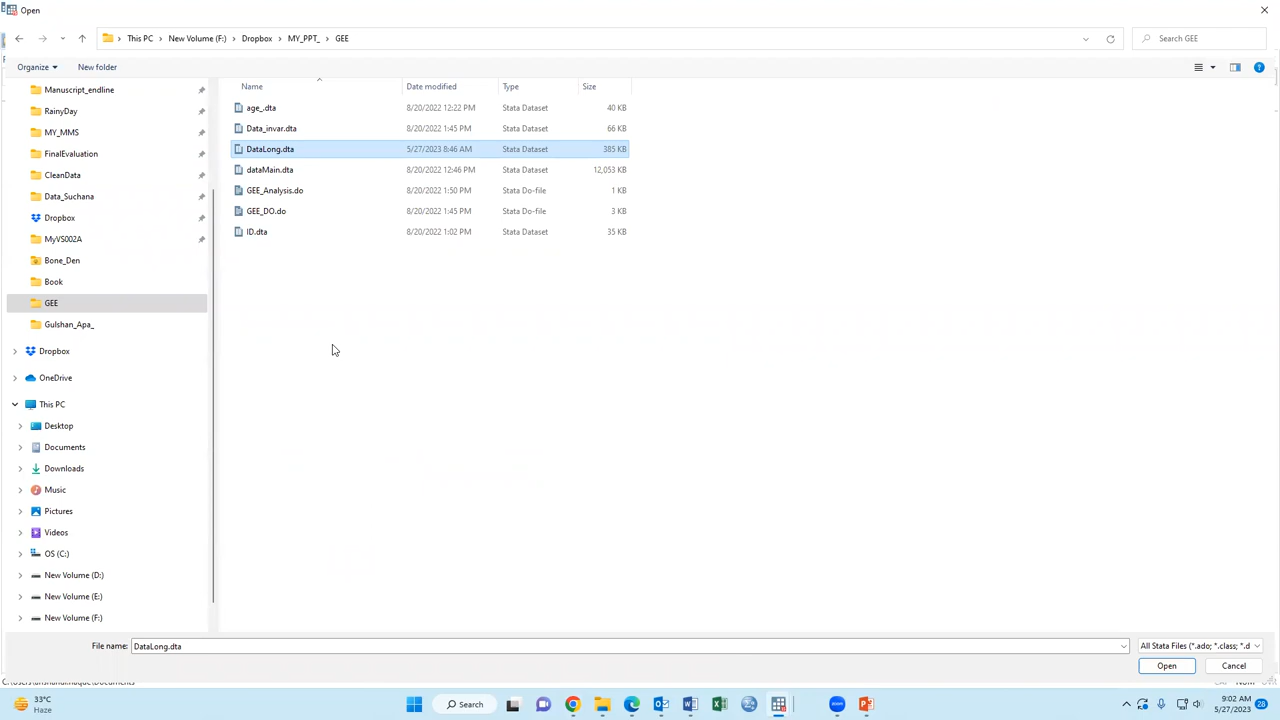 Open
This PC > New Volume (F:) > Dropbox > MY_PPT_ > GEE
Search GEE
Organize
New folder
Name
Date modified
Type
Size
age_.dta 8/20/2022 12:22 PM Stata Dataset 40 KB
Data_invar.dta 8/20/2022 1:45 PM Stata Dataset 66 KB
DataLong.dta 5/27/2023 8:46 AM Stata Dataset 385 KB
dataMain.dta 8/20/2022 12:46 PM Stata Dataset 12,053 KB
GEE_Analysis.do 8/20/2022 1:50 PM Stata Do-file 1 KB
GEE_DO.do 8/20/2022 1:45 PM Stata Do-file 3 KB
ID.dta 8/20/2022 1:02 PM Stata Dataset 35 KB
Manuscript_endline
RainyDay
MY_MMS
FinalEvaluation
CleanData
Data_Suchana
Dropbox
MyVS002A
Bone_Den
Book
GEE
Gulshan_Apa_
Dropbox
OneDrive
This PC
Desktop
Documents
Downloads
Music
Pictures
Videos
OS (C:)
New Volume (D:)
New Volume (E:)
New Volume (F:)
File name: DataLong.dta
All Stata Files (*.ado; *.class; *.d
Open
Cancel
33°C
Haze
Search
zoom
9:02 AM
5/27/2023
28